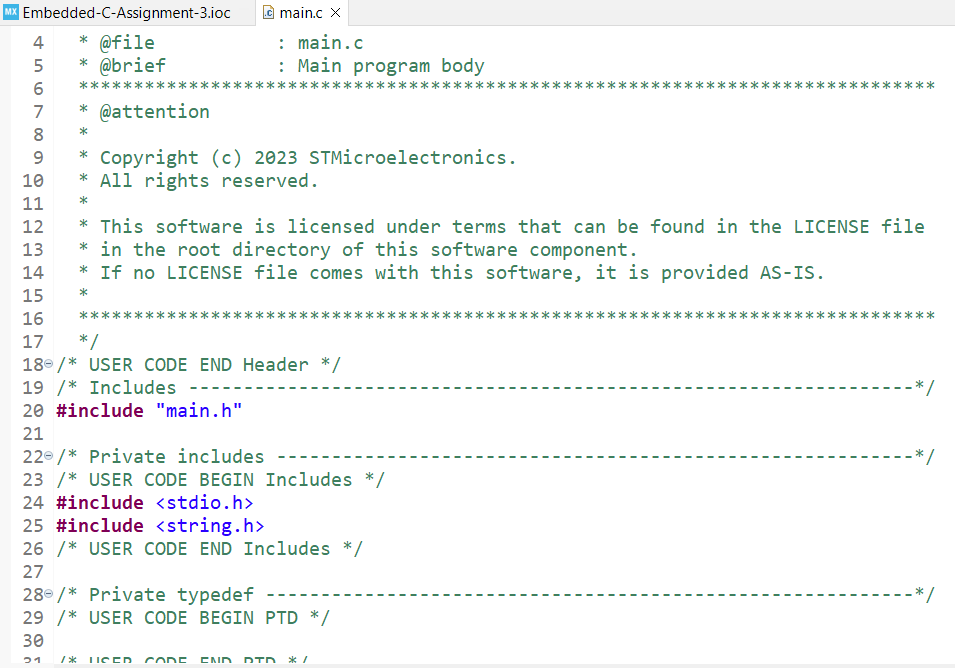 MX Embedded-C-Assignment-3.ioc main.c
4 * @file : main.c
5 * @brief : Main program body
6 ******************************************************************************
7 * @attention
8 *
9 * Copyright (c) 2023 STMicroelectronics.
10 * All rights reserved.
11 *
12 * This software is licensed under terms that can be found in the LICENSE file
13 * in the root directory of this software component.
14 * If no LICENSE file comes with this software, it is provided AS-IS.
15 *
16 ******************************************************************************
17 */
18 /* USER CODE END Header */
19 /* Includes ------------------------------------------------------------------*/
20 #include "main.h"
21
22 /* Private includes ----------------------------------------------------------*/
23 /* USER CODE BEGIN Includes */
24 #include <stdio.h>
25 #include <string.h>
26 /* USER CODE END Includes */
27
28 /* Private typedef -----------------------------------------------------------*/
29 /* USER CODE BEGIN PTD */
30
31 /* USER CODE END PTD */